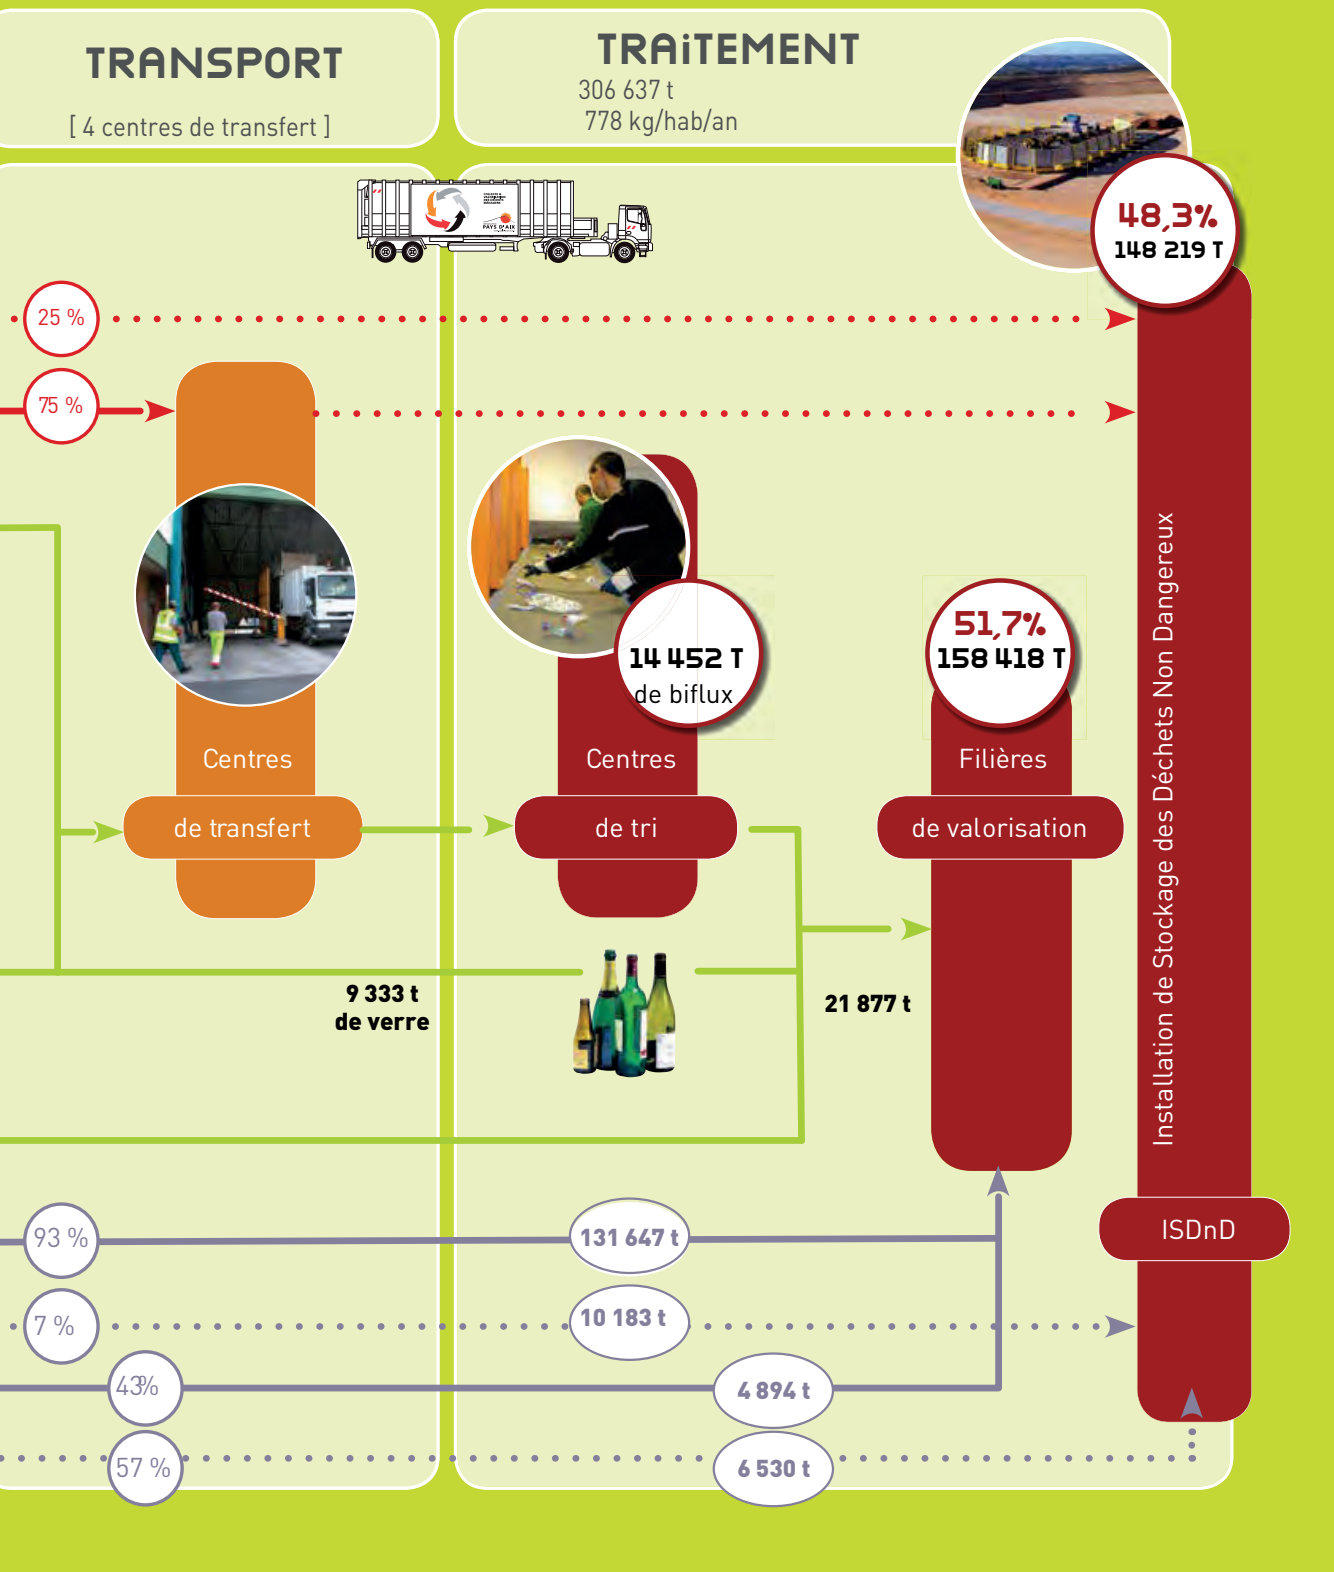 TRANSPORT
[ 4 centres de transfert ]
TRAiTEMENT
306 637 t
778 kg/hab/an
PAYS D'AIX
48,3%
148 219 T
25 %
75 %
14 452 T
de biflux
51,7%
158 418 T
Centres
de transfert
Centres
de tri
Filières
de valorisation
Installation de Stockage des Déchets Non Dangereux
9 333 t
de verre
21 877 t
93 %
131 647 t
ISDnD
7 %
10 183 t
43%
4 894 t
57 %
6 530 t